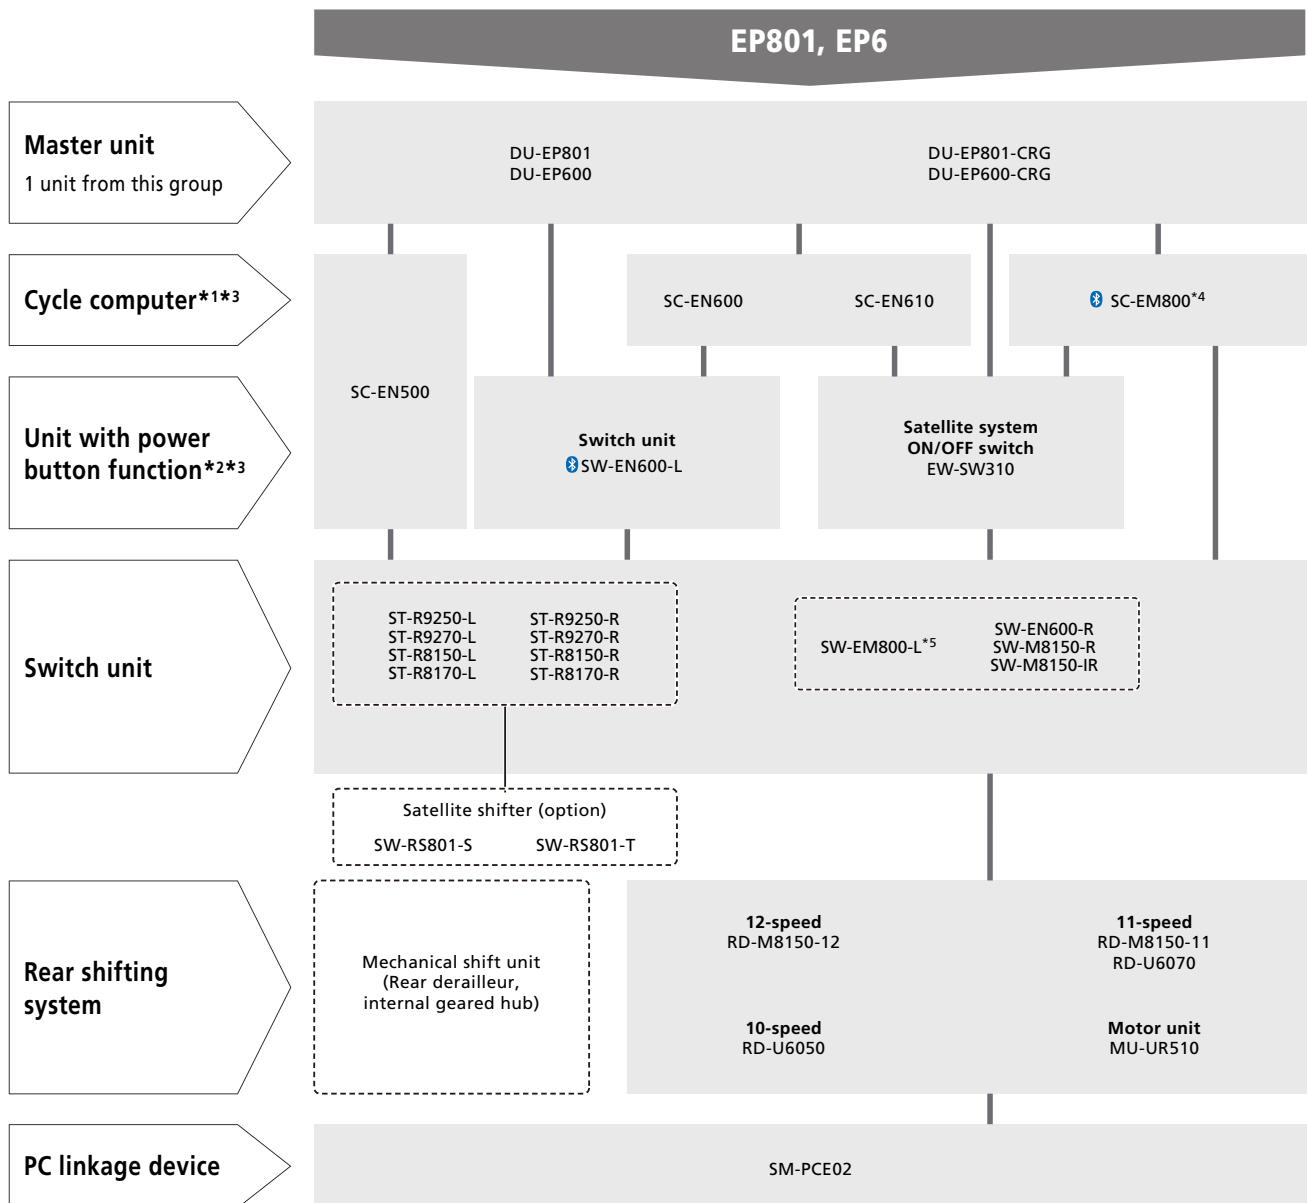 EP801, EP6
Master unit
1 unit from this group
DU-EP801
DU-EP600
DU-EP801-CRG
DU-EP600-CRG
Cycle computer*1*3
SC-EN600
SC-EN610
SC-EM800*4
SC-EN500
Unit with power
button function*2*3
Switch unit
SW-EN600-L
Satellite system
ON/OFF switch
EW-SW310
Switch unit
ST-R9250-L
ST-R9270-L
ST-R8150-L
ST-R8170-L
ST-R9250-R
ST-R9270-R
ST-R8150-R
ST-R8170-R
SW-EM800-L*5
SW-EN600-R
SW-M8150-R
SW-M8150-IR
Satellite shifter (option)
SW-RS801-S
SW-RS801-T
Rear shifting
system
Mechanical shift unit
(Rear derailleur,
internal geared hub)
12-speed
RD-M8150-12
11-speed
RD-M8150-11
RD-U6070
10-speed
RD-U6050
Motor unit
MU-UR510
PC linkage device
SM-PCE02